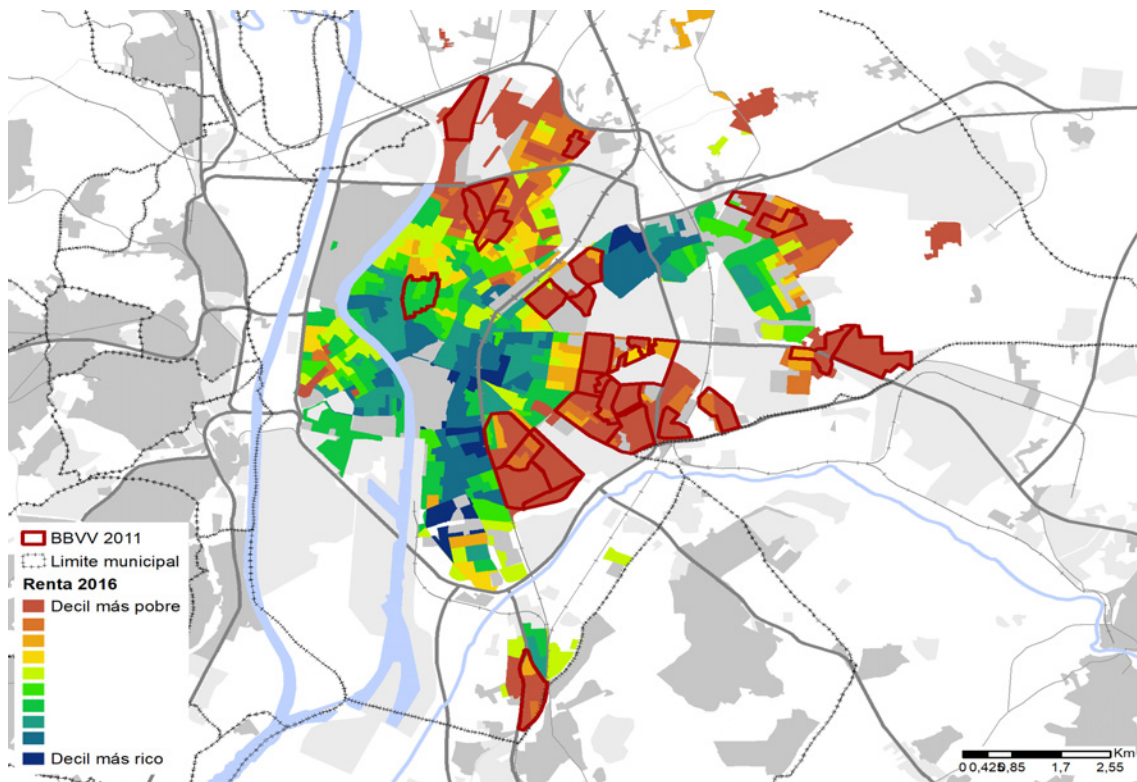 BBVV 2011
Limite municipal
Renta 2016
Decil más pobre
Decil más rico
Km
0 0,425 0,85 1,7 2,55